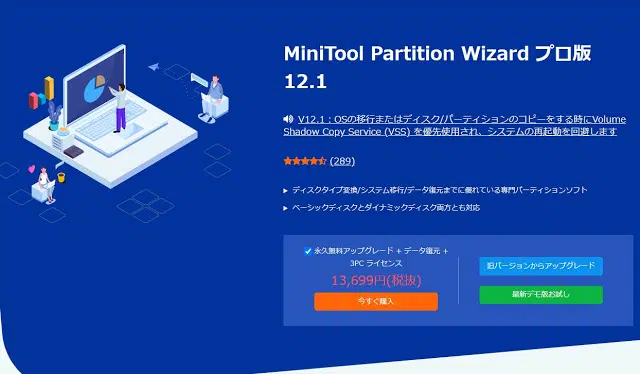 MiniTool Partition Wizard プロ版
12.1
V12.1：OSの移行またはディスク/パーティションのコピーをする時にVolume
Shadow Copy Service (VSS) を優先使用され、システムの再起動を回避します
(289)
ディスクタイプ変換/システム移行/データ復元までに優れている専門パーティションソフト
ベーシックディスクとダイナミックディスク両方とも対応
永久無料アップグレード + データ復元 +
3PC ライセンス
13,699円(税抜)
今すぐ購入
旧バージョンからアップグレード
最新デモ版お試し